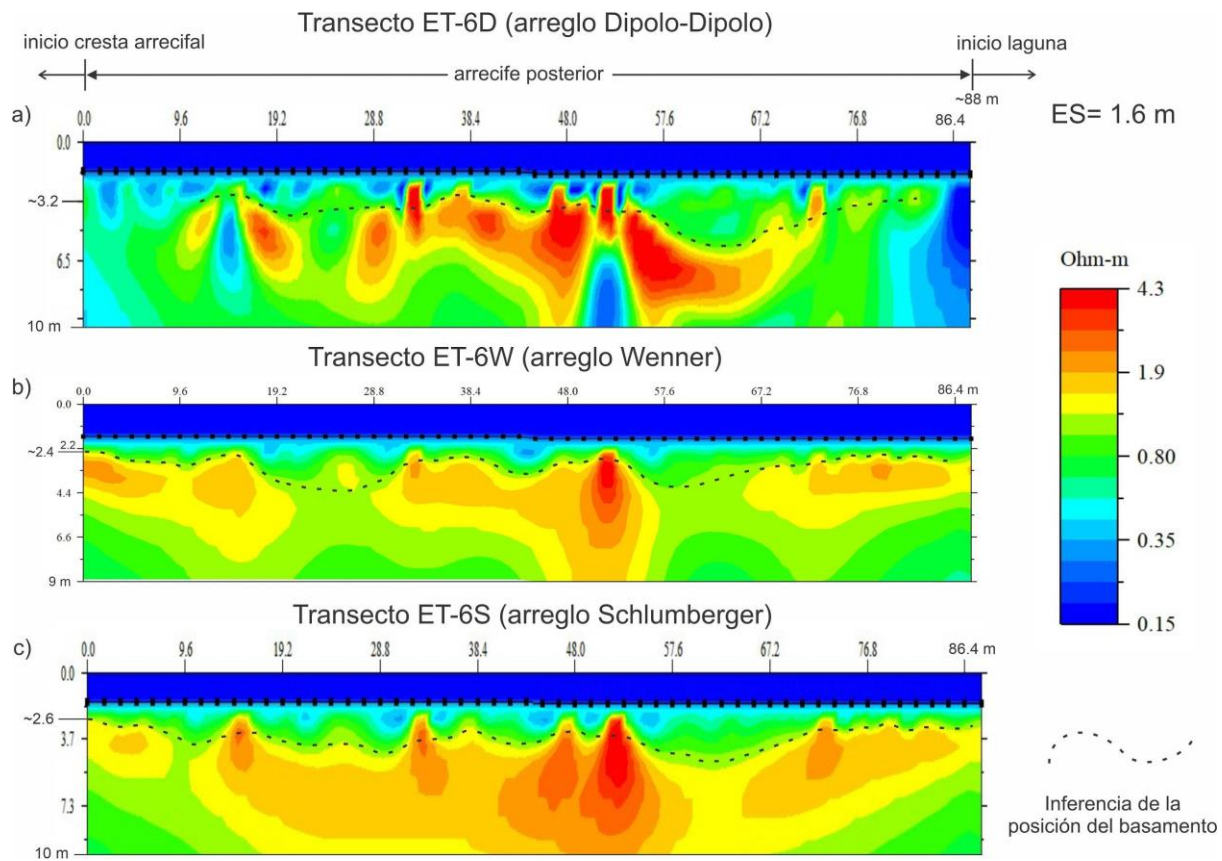 Transecto ET-6D (arreglo Dipolo-Dipolo)
inicio cresta arrecifal
inicio laguna
arrecife posterior
~88 m
a)
0.0 9.6 19.2 28.8 38.4 48.0 57.6 67.2 76.8 86.4
ES= 1.6 m
0.0
~3.2
6.5
10 m
Transecto ET-6W (arreglo Wenner)
b)
0.0 9.6 19.2 28.8 38.4 48.0 57.6 67.2 76.8 86.4 m
0.0
2.2
~2.4
4.4
6.6
9 m
Transecto ET-6S (arreglo Schlumberger)
c)
0.0 9.6 19.2 28.8 38.4 48.0 57.6 67.2 76.8 86.4 m
0.0
~2.6
3.7
7.3
10 m
Ohm-m
4.3
1.9
0.80
0.35
0.15
Inferencia de la
posición del basamento